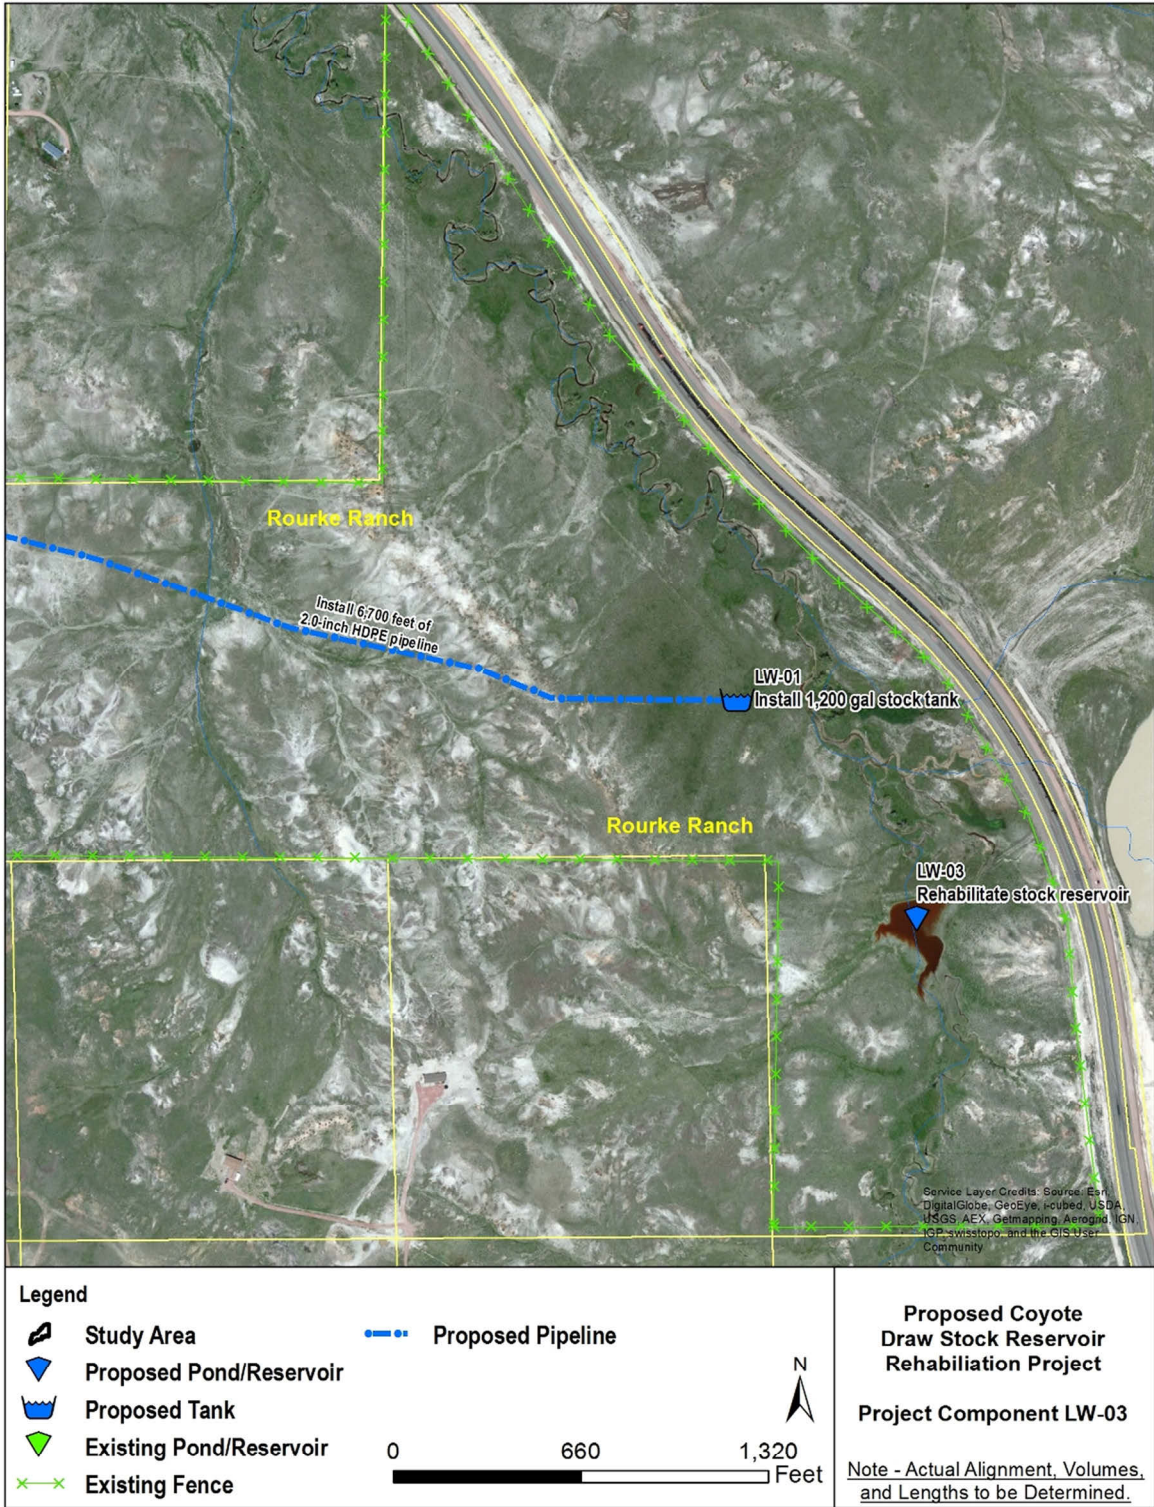 Rourke Ranch
Install 6,700 feet of
2.0-inch HDPE pipeline
LW-01
Install 1,200 gal stock tank
Rourke Ranch
LW-03
Rehabilitate stock reservoir
Service Layer Credits: Source: Esri,
DigitalGlobe, GeoEye, i-cubed, USDA,
USGS, AEX, Getmapping, Aerogrid, IGN,
IGP, swisstopo, and the GIS User
Community
Legend
Study Area
Proposed Pond/Reservoir
Proposed Tank
Existing Pond/Reservoir
Existing Fence
Proposed Pipeline
N
0 660 1,320
Feet
Proposed Coyote
Draw Stock Reservoir
Rehabiliation Project
Project Component LW-03
Note - Actual Alignment, Volumes,
and Lengths to be Determined.